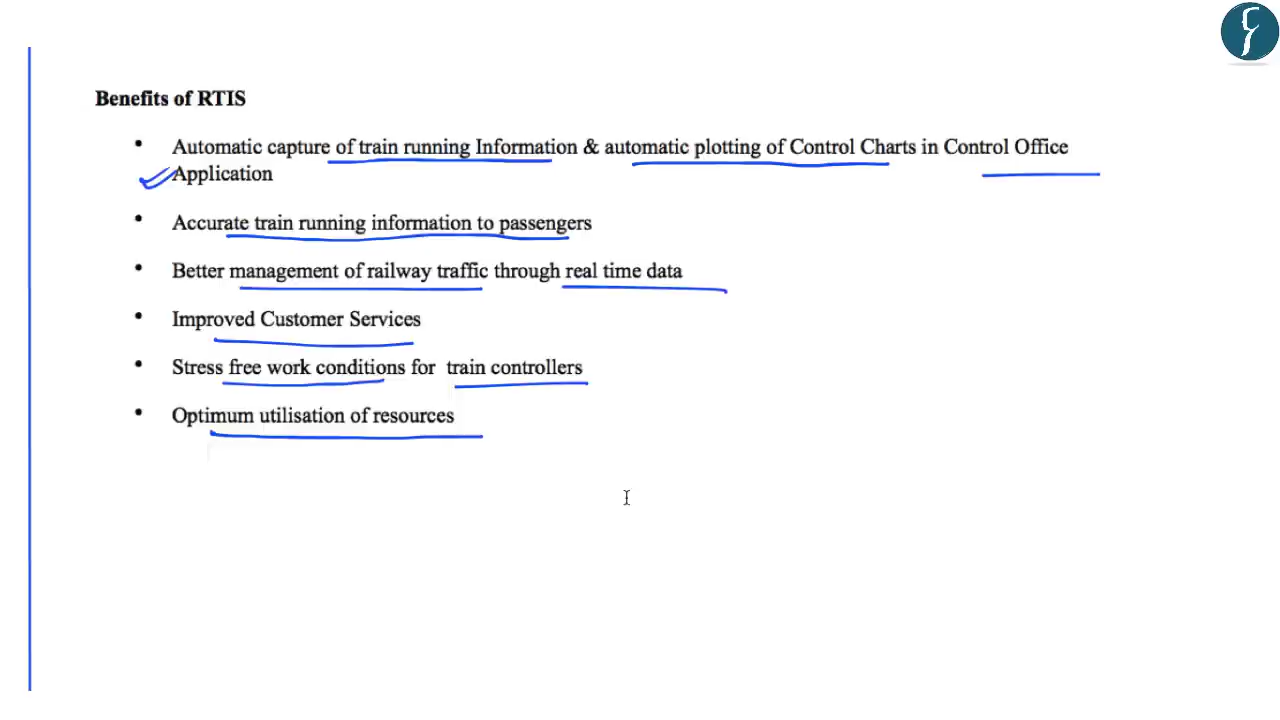 Benefits of RTIS
• Automatic capture of train running Information & automatic plotting of Control Charts in Control Office
Application
• Accurate train running information to passengers
• Better management of railway traffic through real time data
• Improved Customer Services
• Stress free work conditions for train controllers
• Optimum utilisation of resources